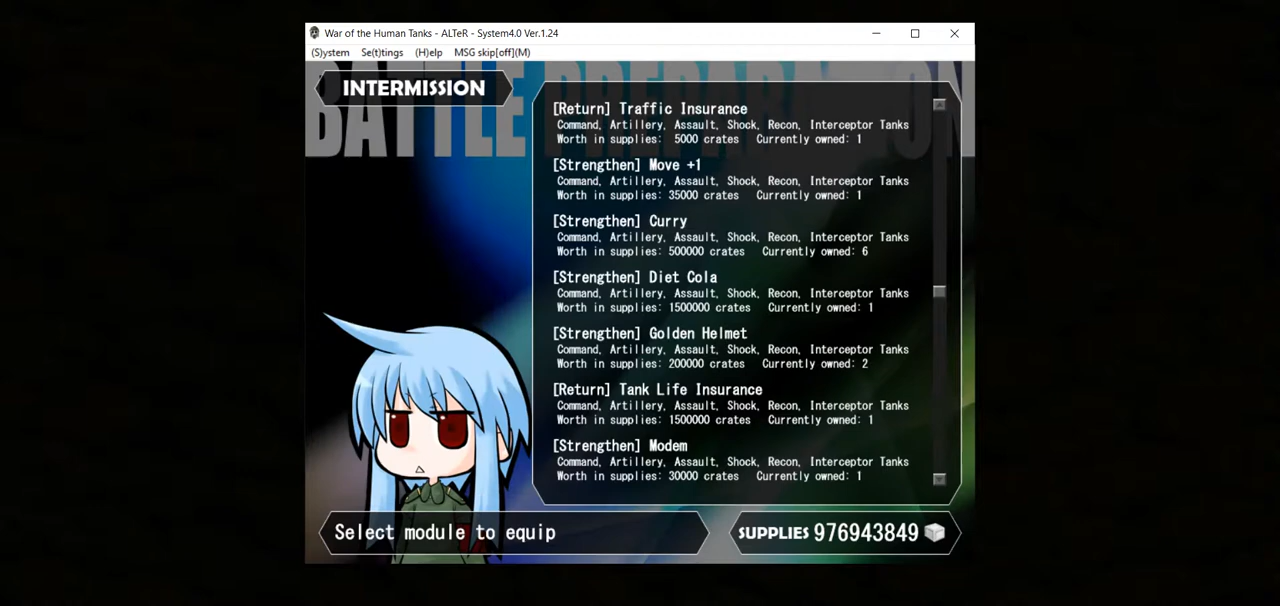 War of the Human Tanks - ALTeR - System4.0 Ver.1.24
(S)ystem Se(t)tings (H)elp MSG skip[off](M)
BATTLE PREPARATION
INTERMISSION
[Return] Traffic Insurance
Command, Artillery, Assault, Shock, Recon, Interceptor Tanks
Worth in supplies: 5000 crates Currently owned: 1
[Strengthen] Move +1
Command, Artillery, Assault, Shock, Recon, Interceptor Tanks
Worth in supplies: 35000 crates Currently owned: 1
[Strengthen] Curry
Command, Artillery, Assault, Shock, Recon, Interceptor Tanks
Worth in supplies: 500000 crates Currently owned: 6
[Strengthen] Diet Cola
Command, Artillery, Assault, Shock, Recon, Interceptor Tanks
Worth in supplies: 1500000 crates Currently owned: 1
[Strengthen] Golden Helmet
Command, Artillery, Assault, Shock, Recon, Interceptor Tanks
Worth in supplies: 200000 crates Currently owned: 2
[Return] Tank Life Insurance
Command, Artillery, Assault, Shock, Recon, Interceptor Tanks
Worth in supplies: 1500000 crates Currently owned: 1
[Strengthen] Modem
Command, Artillery, Assault, Shock, Recon, Interceptor Tanks
Worth in supplies: 30000 crates Currently owned: 1
Select module to equip
SUPPLIES 976943849